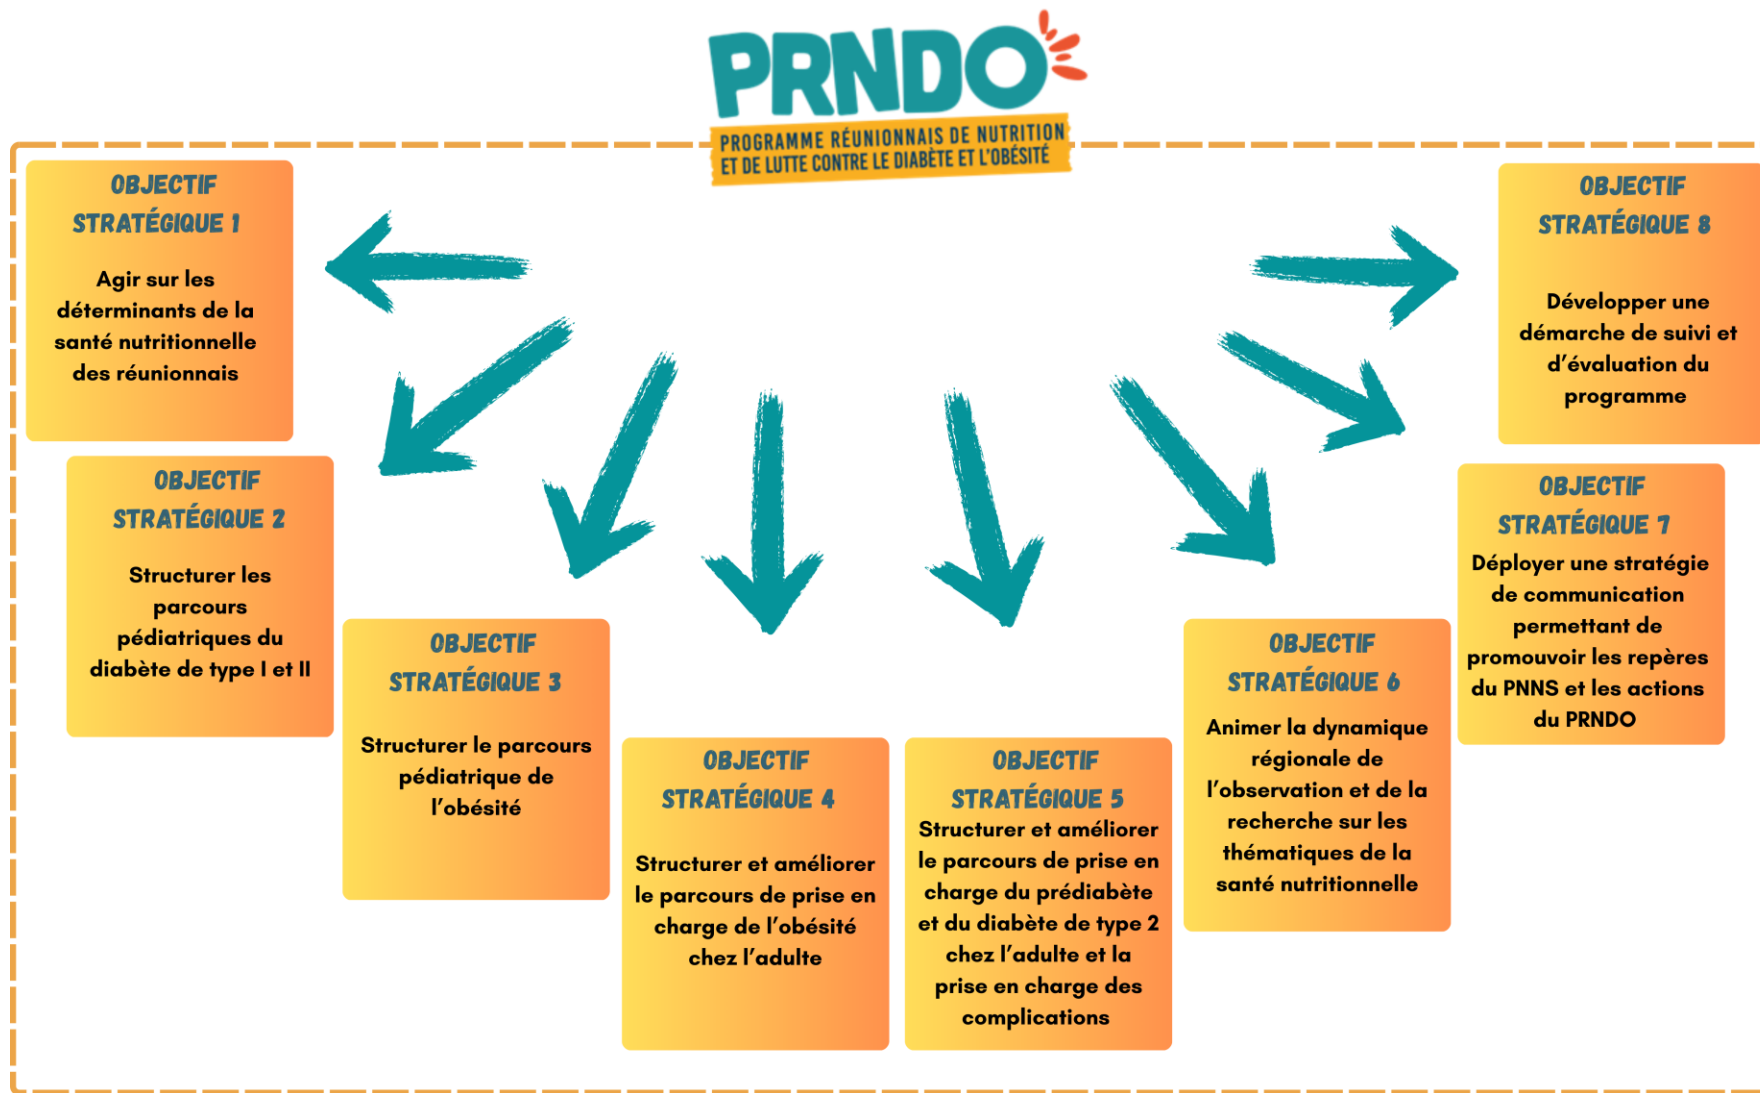 PRNDO
PROGRAMME RÉUNIONNAIS DE NUTRITION
ET DE LUTTE CONTRE LE DIABÈTE ET L'OBÉSITÉ
OBJECTIF
STRATÉGIQUE 1
Agir sur les
déterminants de la
santé nutritionnelle
des réunionnais
OBJECTIF
STRATÉGIQUE 2
Structurer les
parcours
pédiatriques du
diabète de type I et II
OBJECTIF
STRATÉGIQUE 3
Structurer le parcours
pédiatrique de
l'obésité
OBJECTIF
STRATÉGIQUE 4
Structurer et améliorer
le parcours de prise en
charge de l'obésité
chez l'adulte
OBJECTIF
STRATÉGIQUE 5
Structurer et améliorer
le parcours de prise en
charge du prédiabète
et du diabète de type 2
chez l'adulte et la
prise en charge des
complications
OBJECTIF
STRATÉGIQUE 6
Animer la dynamique
régionale de
l'observation et de la
recherche sur les
thématiques de la
santé nutritionnelle
OBJECTIF
STRATÉGIQUE 7
Déployer une stratégie
de communication
permettant de
promouvoir les repères
du PNNS et les actions
du PRNDO
OBJECTIF
STRATÉGIQUE 8
Développer une
démarche de suivi et
d'évaluation du
programme